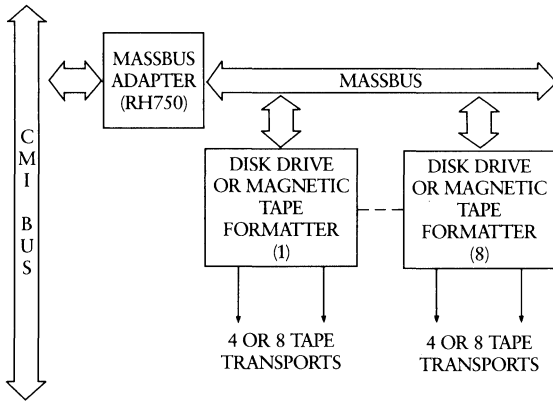 CMI BUS
MASSBUS
ADAPTER
(RH750)
MASSBUS
DISK DRIVE
OR MAGNETIC
TAPE
FORMATTER
(1)
DISK DRIVE
OR MAGNETIC
TAPE
FORMATTER
(8)
4 OR 8 TAPE
TRANSPORTS
4 OR 8 TAPE
TRANSPORTS